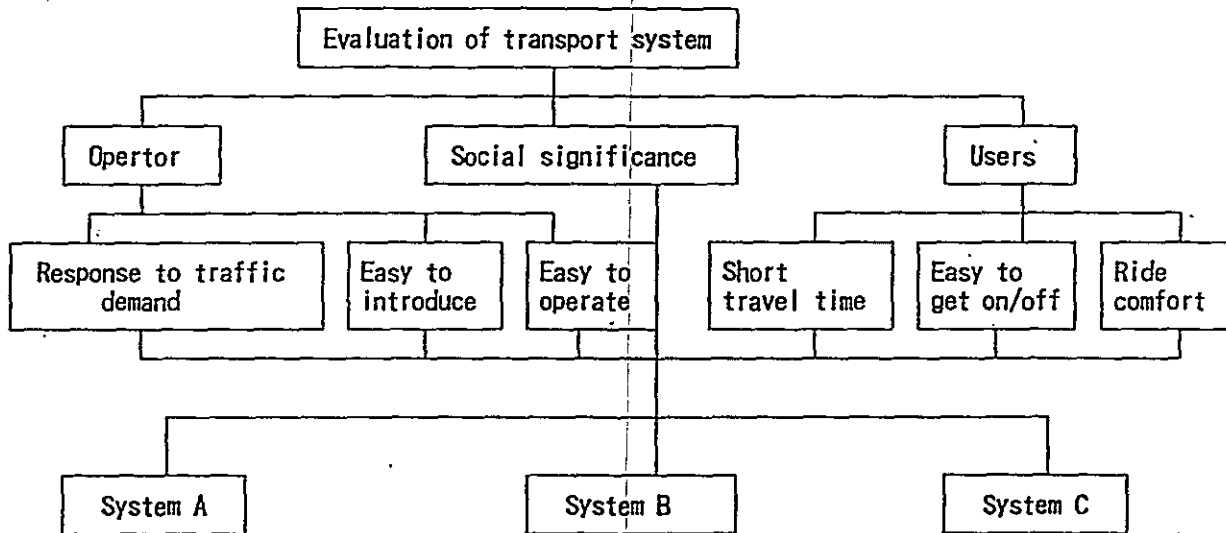 Evaluation of transport system
Opertor
Social significance
Users
Response to traffic
demand
Easy to
introduce
Easy to
operate
Short
travel time
Easy to
get on/off
Ride
comfort
System A
System B
System C